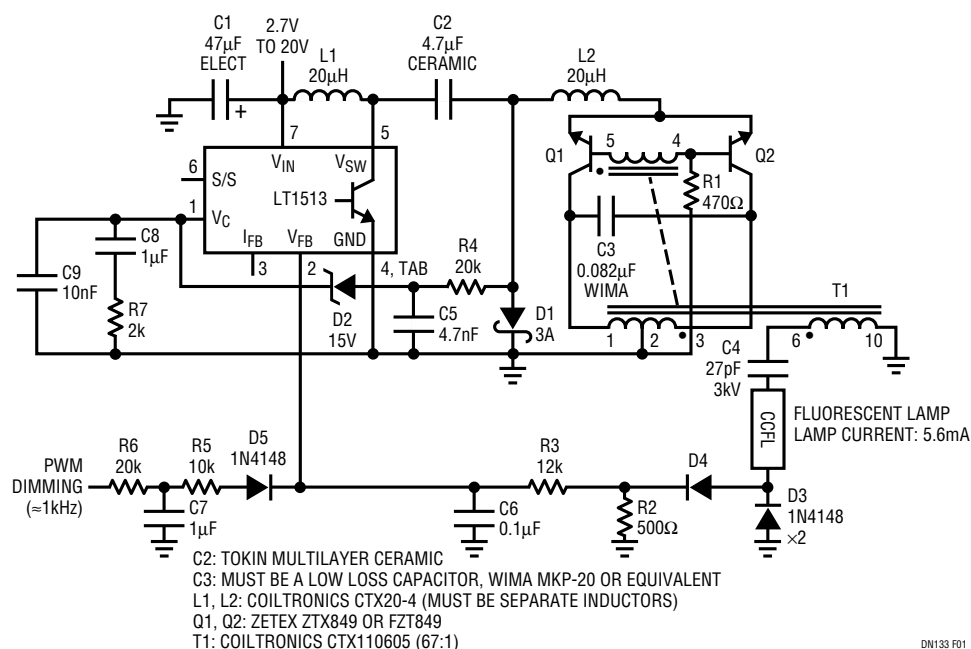 C1
47µF
ELECT
2.7V
TO 20V
L1
20µH
C2
4.7µF
CERAMIC
L2
20µH
+
7
5
VIN
VSW
6
S/S
LT1513
1
VC
IFB
VFB
GND
3
2
4, TAB
Q1
5
4
Q2
R1
470Ω
C3
0.082µF
WIMA
C8
1µF
C9
10nF
R7
2k
D2
15V
R4
20k
C5
4.7nF
D1
3A
T1
1
2
3
6
10
C4
27pF
3kV
CCFL
FLUORESCENT LAMP
LAMP CURRENT: 5.6mA
PWM
DIMMING
(≈1kHz)
R6
20k
R5
10k
D5
1N4148
C7
1µF
C6
0.1µF
R3
12k
R2
500Ω
D4
D3
1N4148
×2
C2: TOKIN MULTILAYER CERAMIC
C3: MUST BE A LOW LOSS CAPACITOR, WIMA MKP-20 OR EQUIVALENT
L1, L2: COILTRONICS CTX20-4 (MUST BE SEPARATE INDUCTORS)
Q1, Q2: ZETEX ZTX849 OR FZT849
T1: COILTRONICS CTX110605 (67:1)
DN133 F01